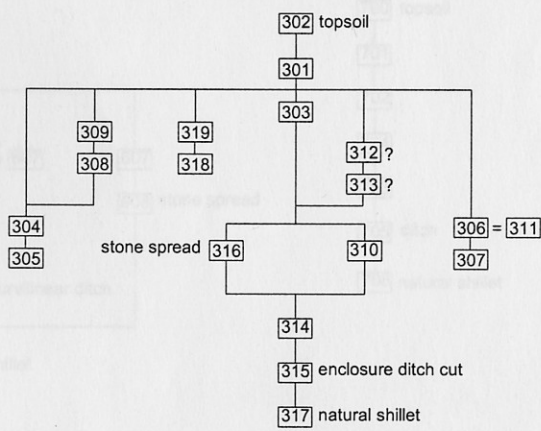 302 topsoil
301
309 319 303
308 318 312 ?
313 ?
304 306 = 311
stone spread 316 310
305 307
314
315 enclosure ditch cut
317 natural shillet